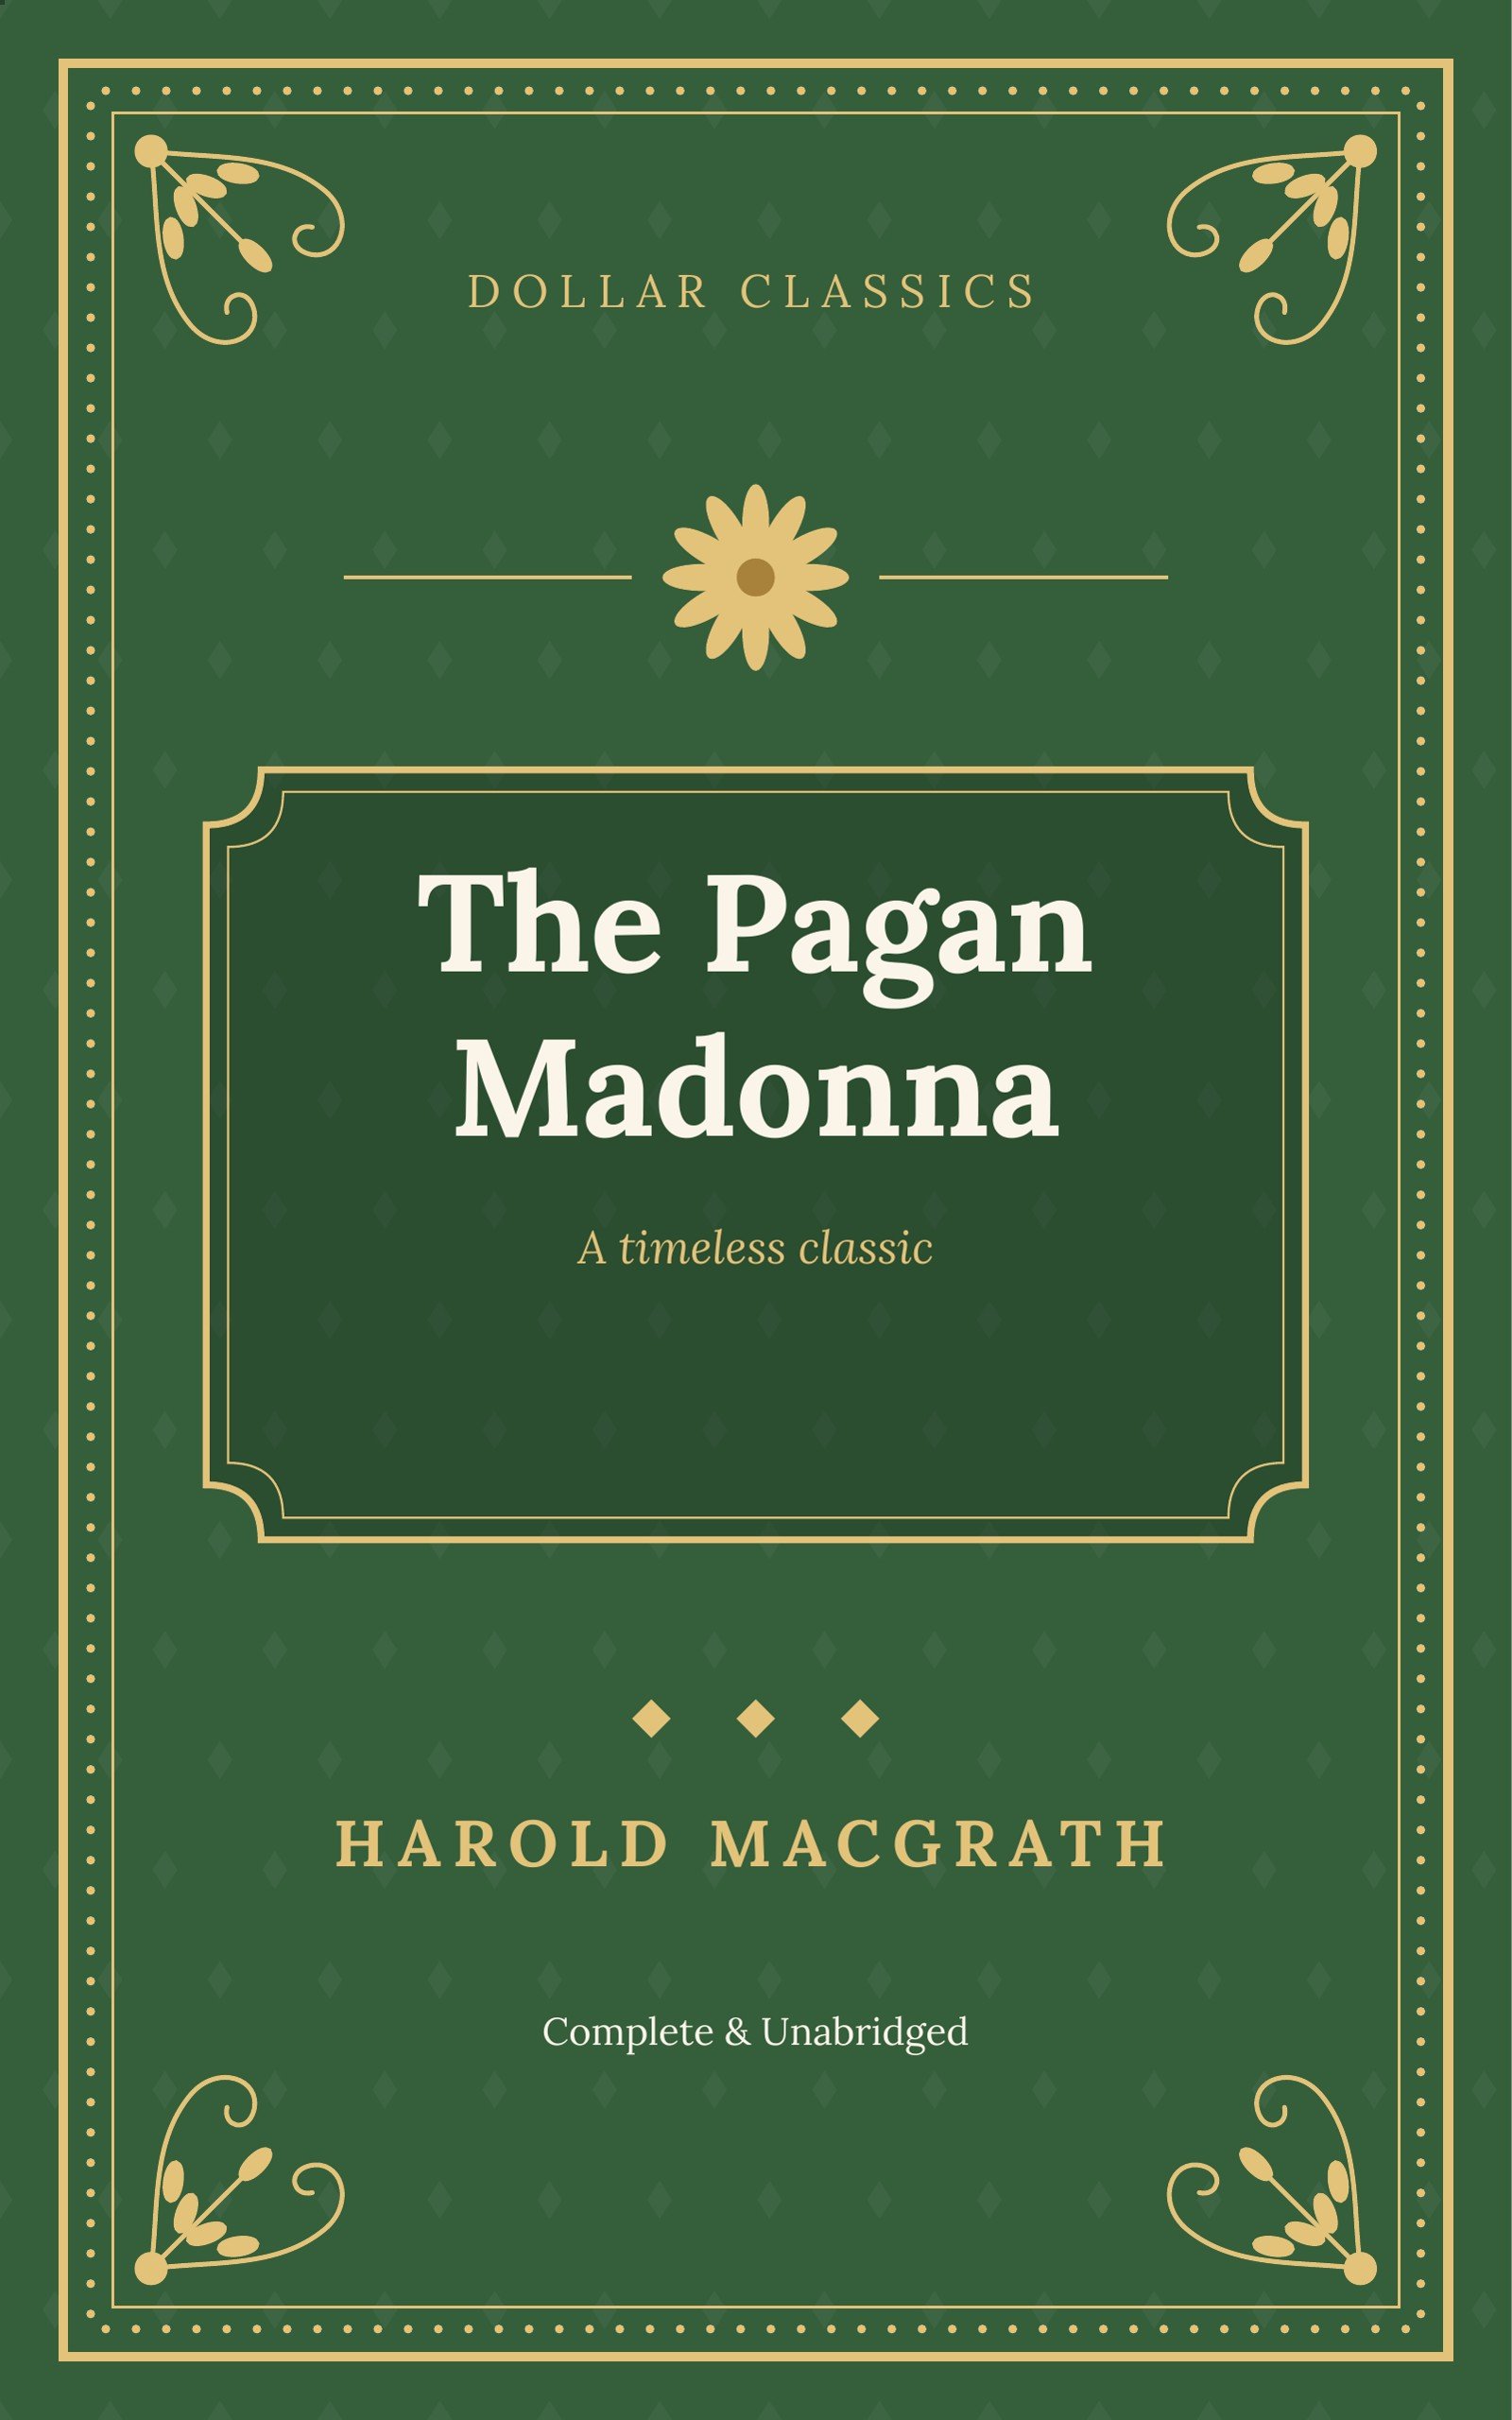 DOLLAR CLASSICS
The Pagan
Madonna
A timeless classic
HAROLD MACGRATH
Complete & Unabridged